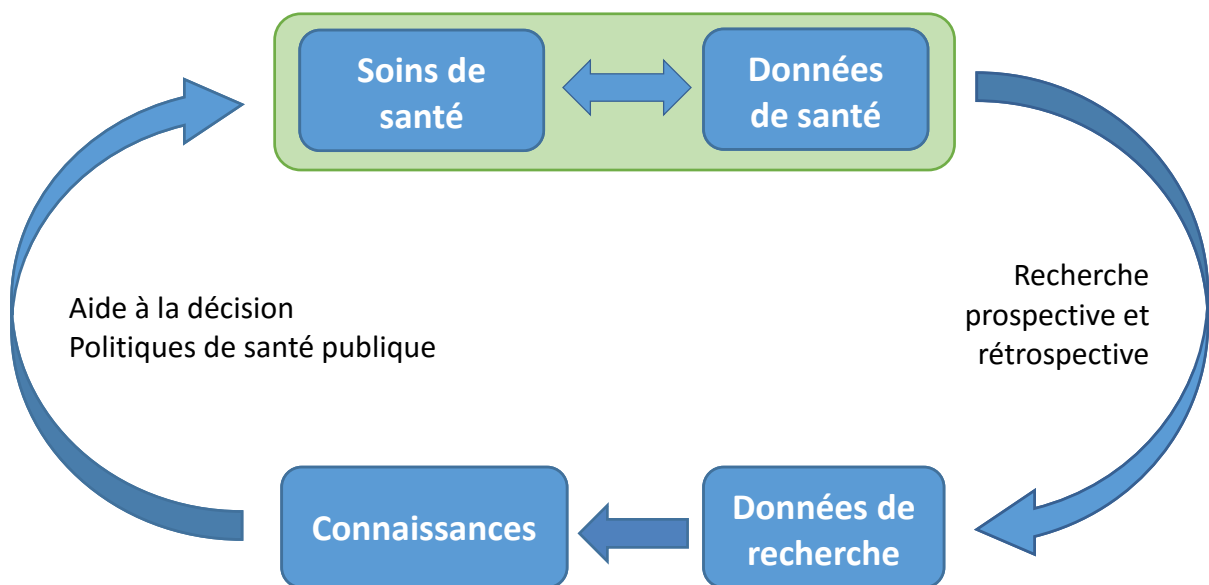 Soins de
santé
Données
de santé
Recherche
prospective et
rétrospective
Aide à la décision
Politiques de santé publique
Connaissances
Données de
recherche